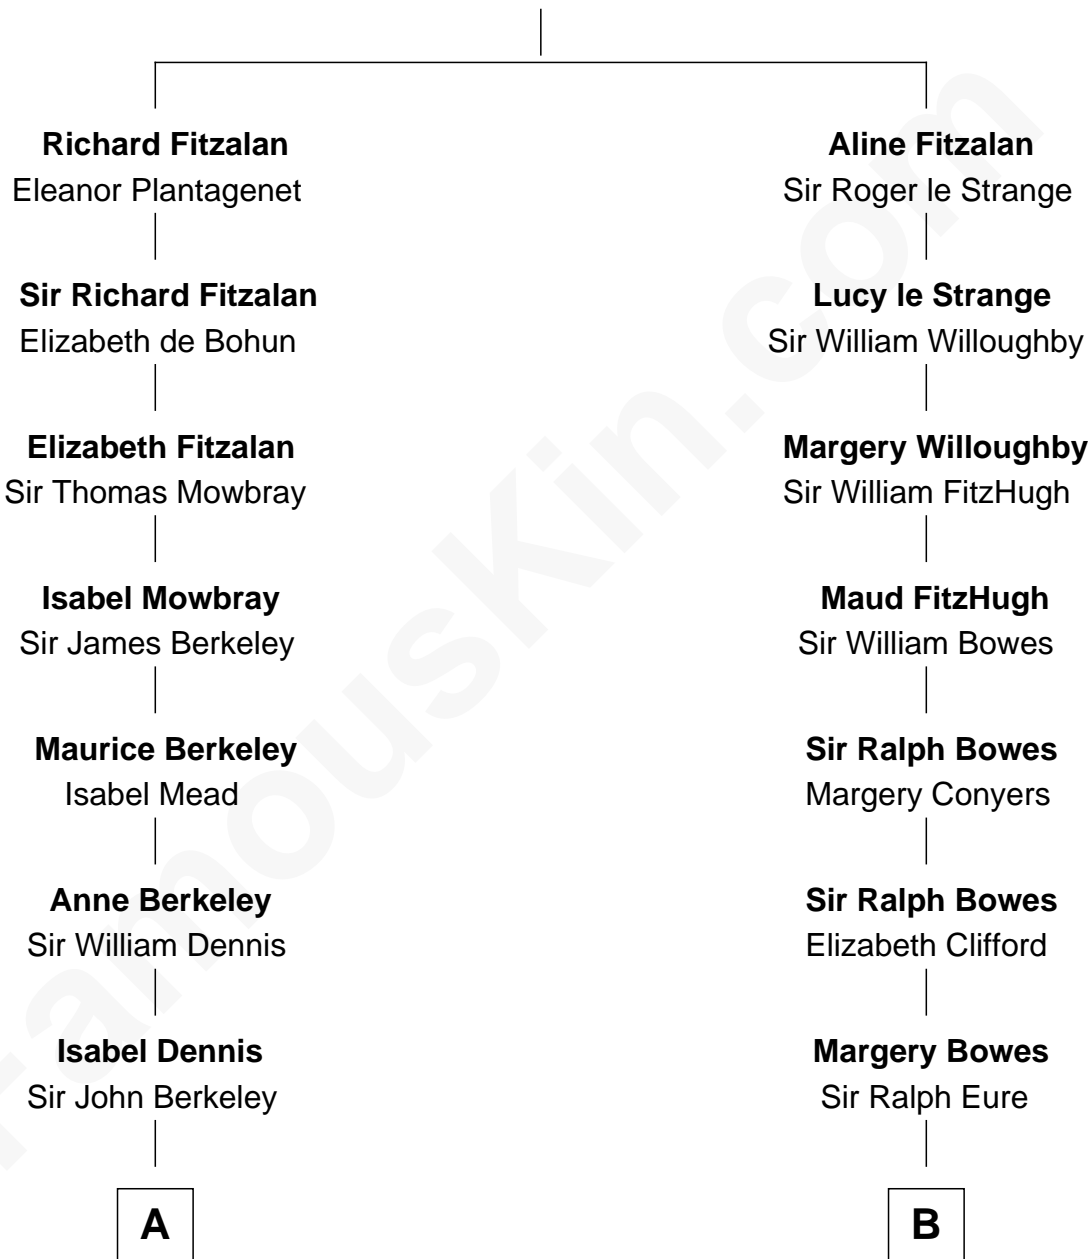 Richard Fitzalan
Eleanor Plantagenet
Sir Richard Fitzalan
Elizabeth de Bohun
Elizabeth Fitzalan
Sir Thomas Mowbray
Isabel Mowbray
Sir James Berkeley
Maurice Berkeley
Isabel Mead
Anne Berkeley
Sir William Dennis
Isabel Dennis
Sir John Berkeley
A
Aline Fitzalan
Sir Roger le Strange
Lucy le Strange
Sir William Willoughby
Margery Willoughby
Sir William FitzHugh
Maud FitzHugh
Sir William Bowes
Sir Ralph Bowes
Margery Conyers
Sir Ralph Bowes
Elizabeth Clifford
Margery Bowes
Sir Ralph Eure
B
FamousKin.com